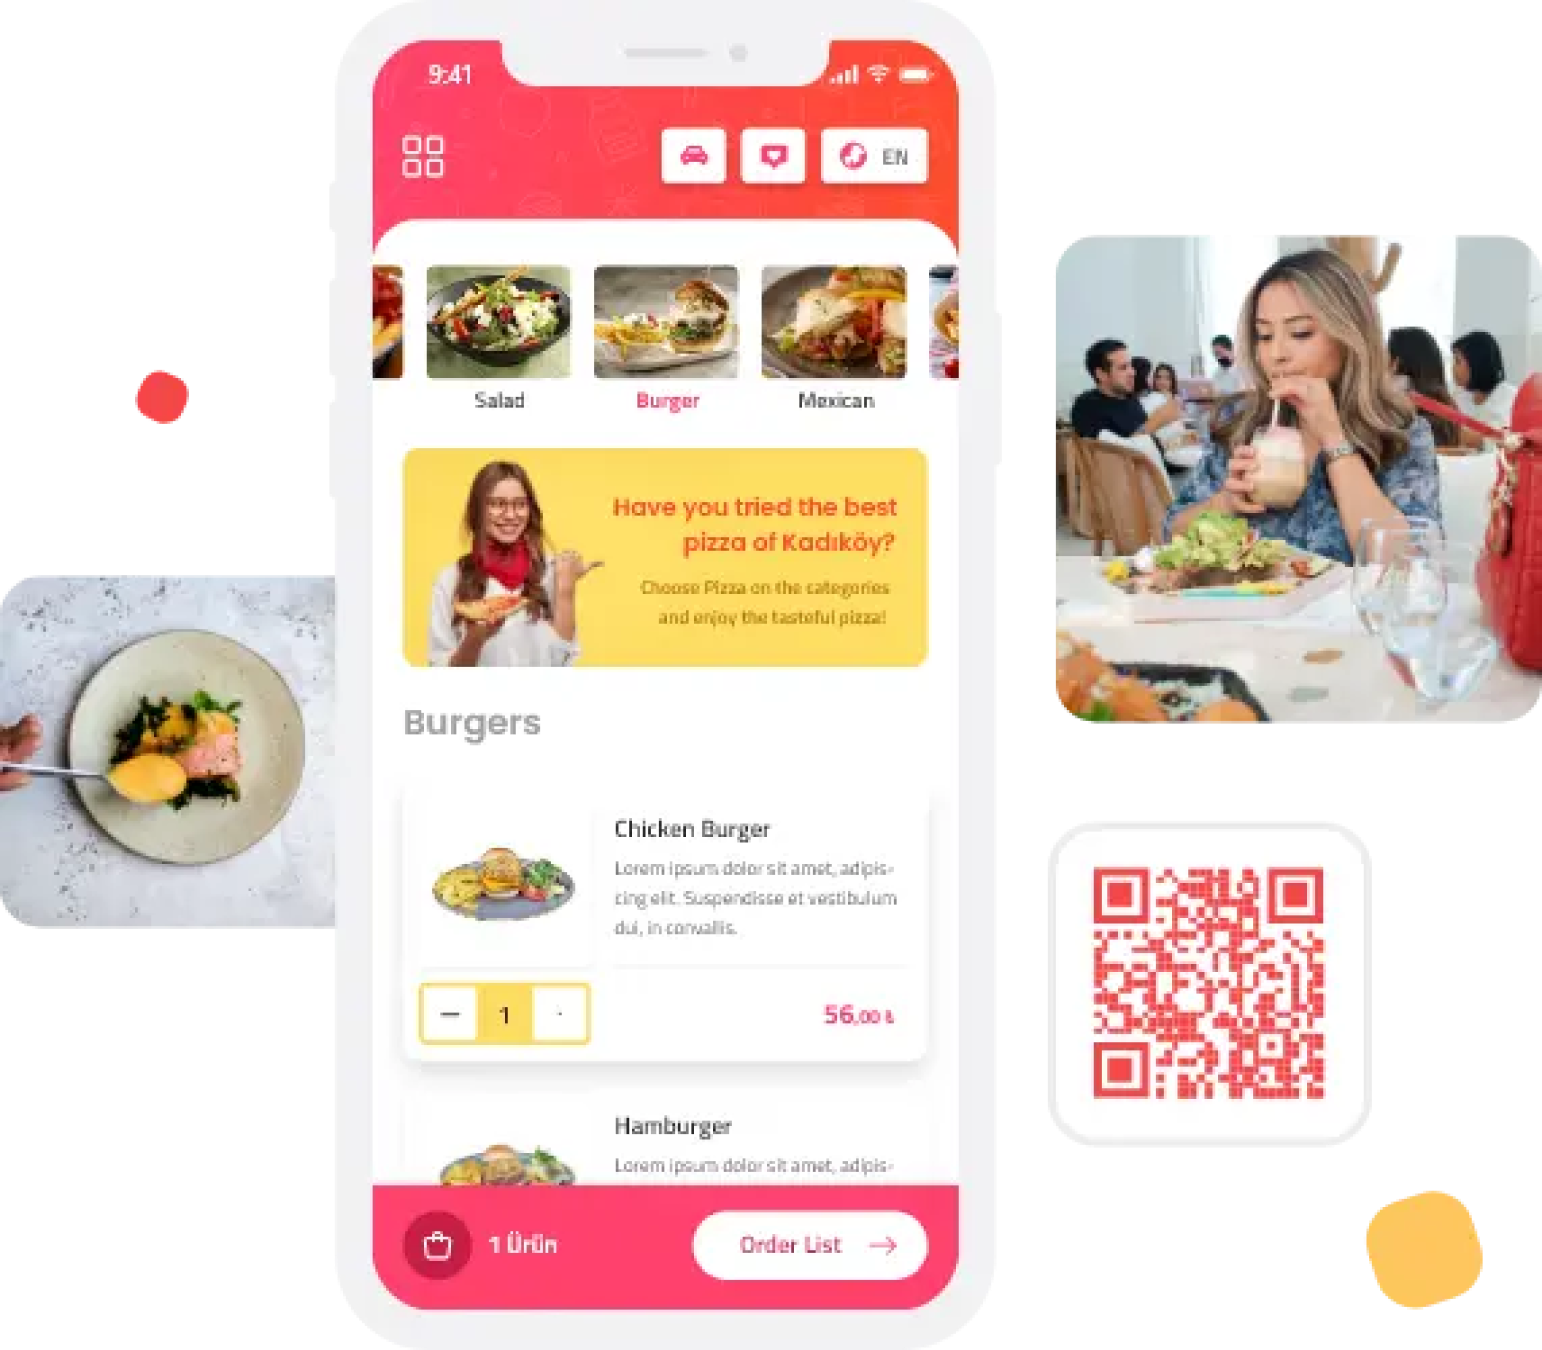 9:41
EN
Salad
Burger
Mexican
Have you tried the best
pizza of Kadıköy?
Choose Pizza on the categories
and enjoy the tasteful pizza!
Burgers
Chicken Burger
Lorem ipsum dolor sit amet, adipis-
cing elit. Suspendisse et vestibulum
dui, in convallis.
1
56,00 ₺
Hamburger
Lorem ipsum dolor sit amet, adipis-
1 Ürün
Order List